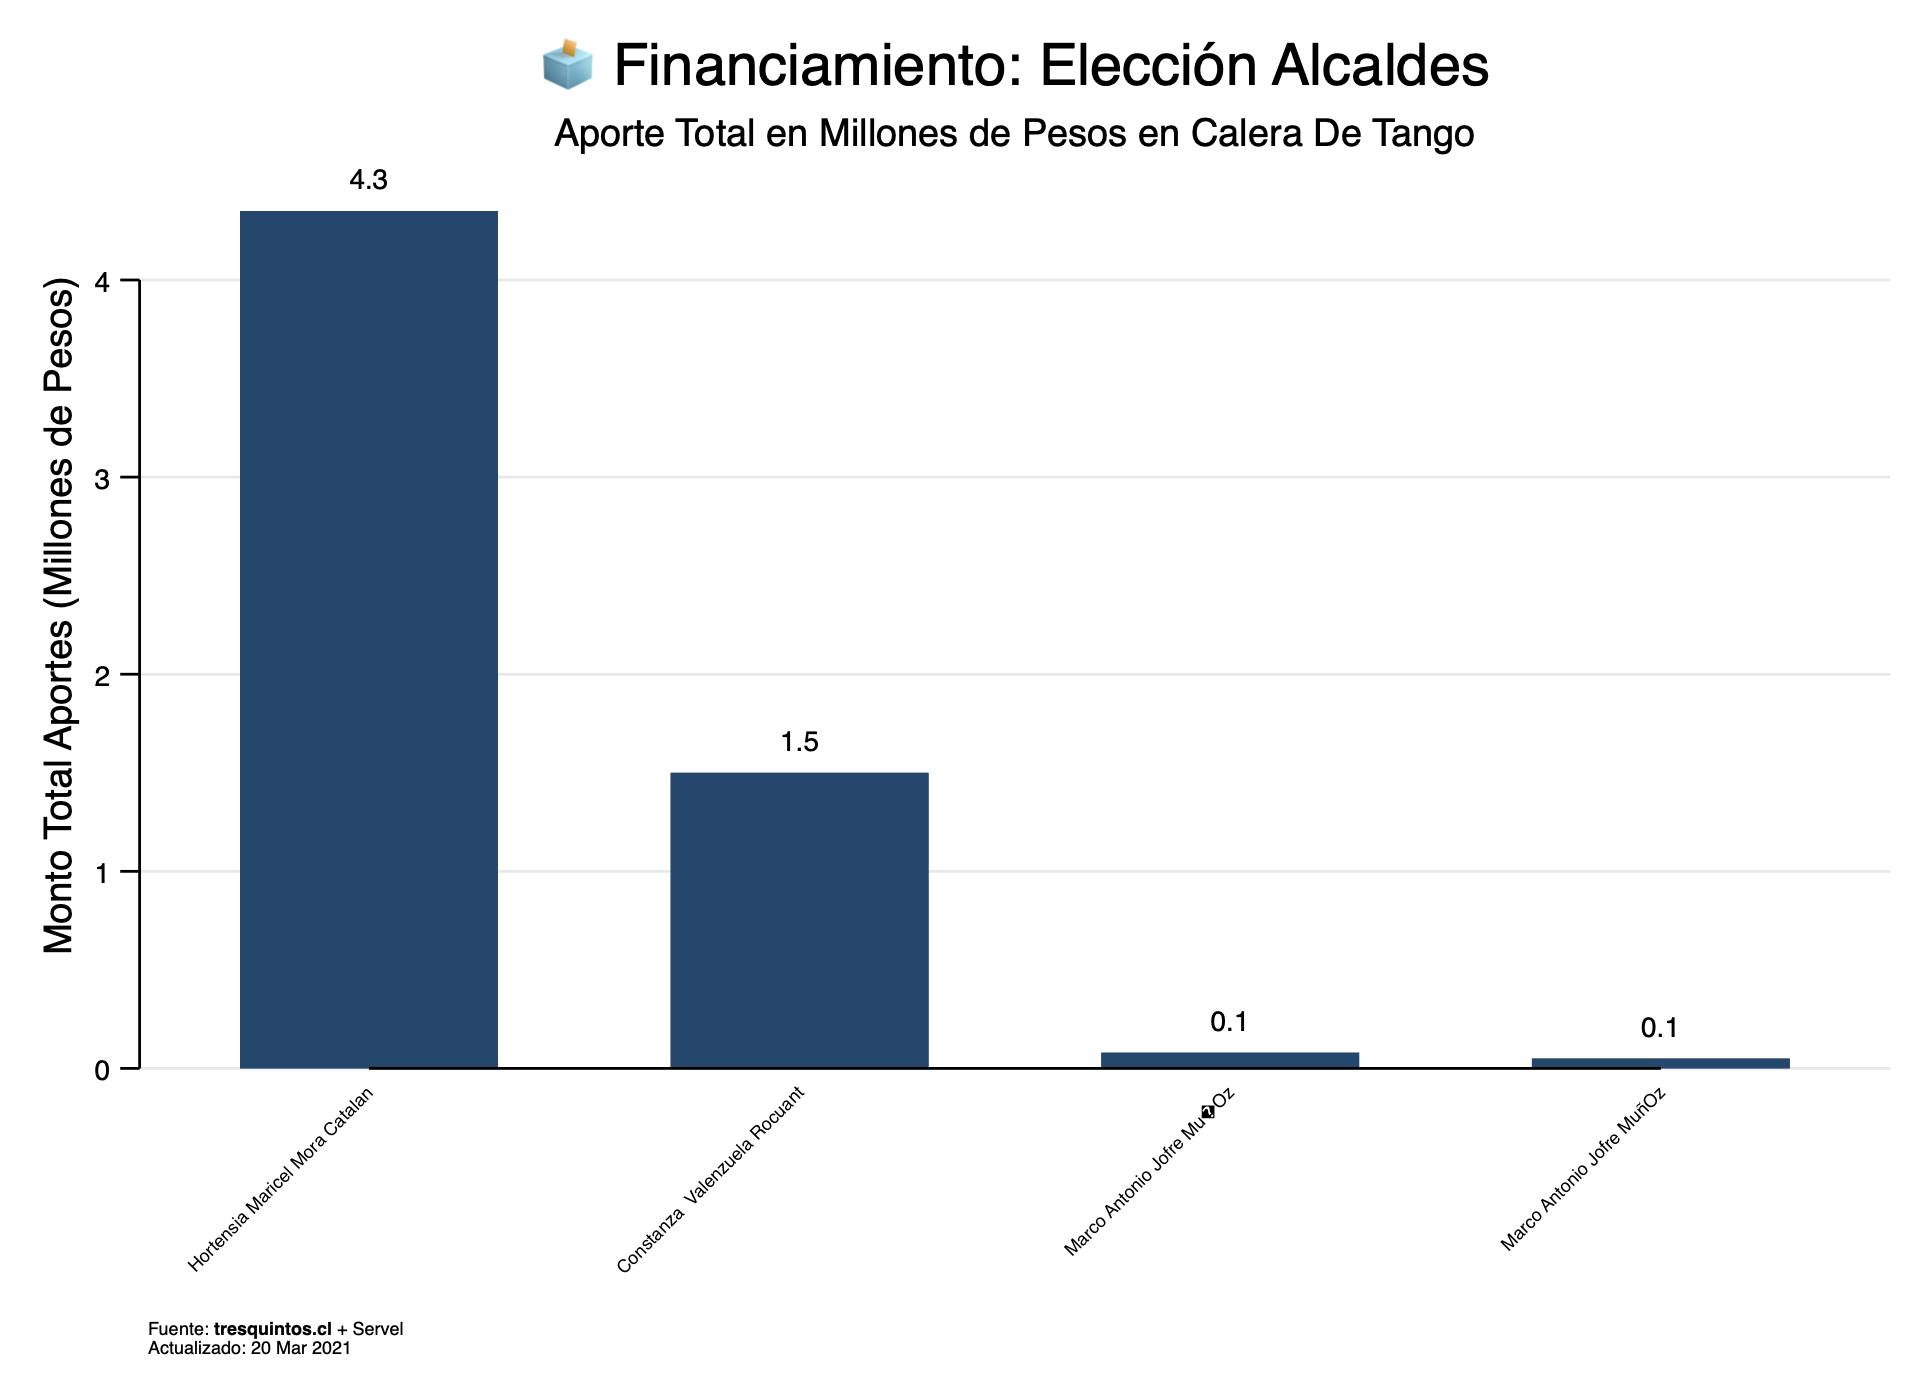 🗳️ Financiamiento: Elección Alcaldes
Aporte Total en Millones de Pesos en Calera De Tango
Monto Total Aportes (Millones de Pesos)
4
3
2
1
0
4.3
1.5
0.1
0.1
Hortensia Maricel Mora Catalan
Constanza  Valenzuela Rocuant
Marco Antonio Jofre Mu�Oz
Marco Antonio Jofre MuñOz
Fuente: tresquintos.cl + Servel
Actualizado: 20 Mar 2021